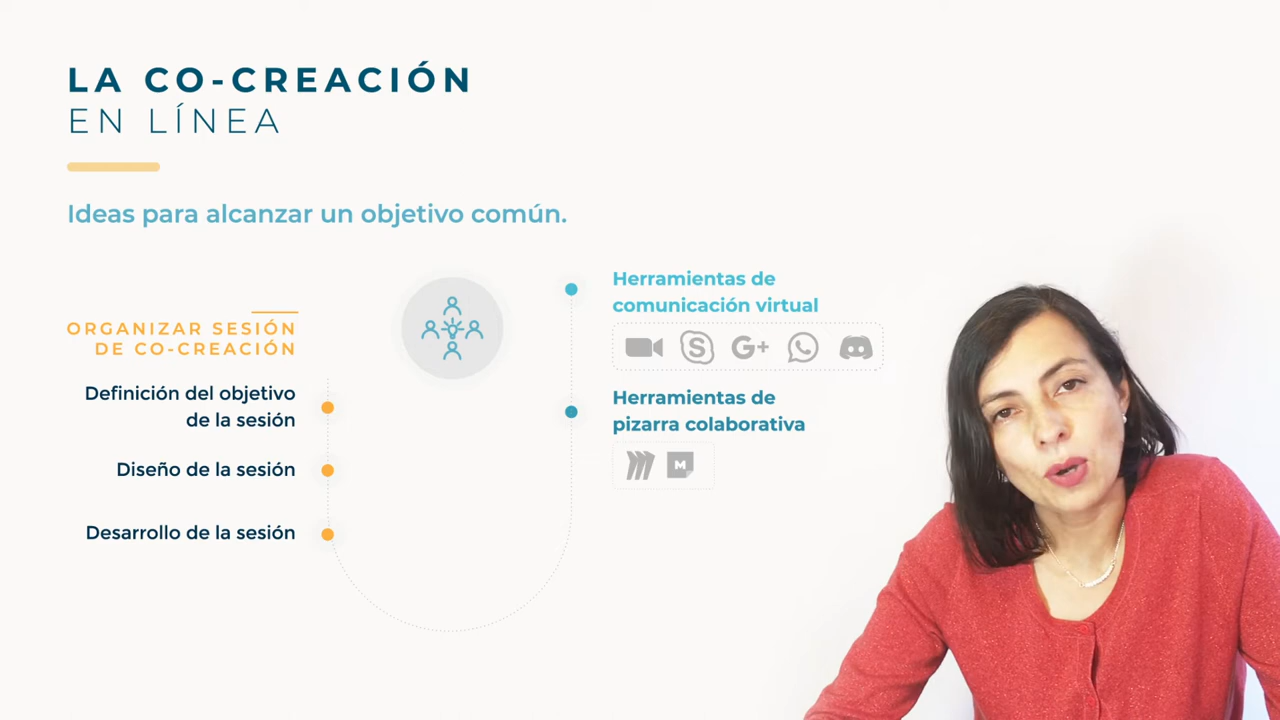 LA CO-CREACIÓN
EN LÍNEA
Ideas para alcanzar un objetivo común.
ORGANIZAR SESIÓN
DE CO-CREACIÓN
Definición del objetivo
de la sesión
Diseño de la sesión
Desarrollo de la sesión
Herramientas de
comunicación virtual
S G+
Herramientas de
pizarra colaborativa
M